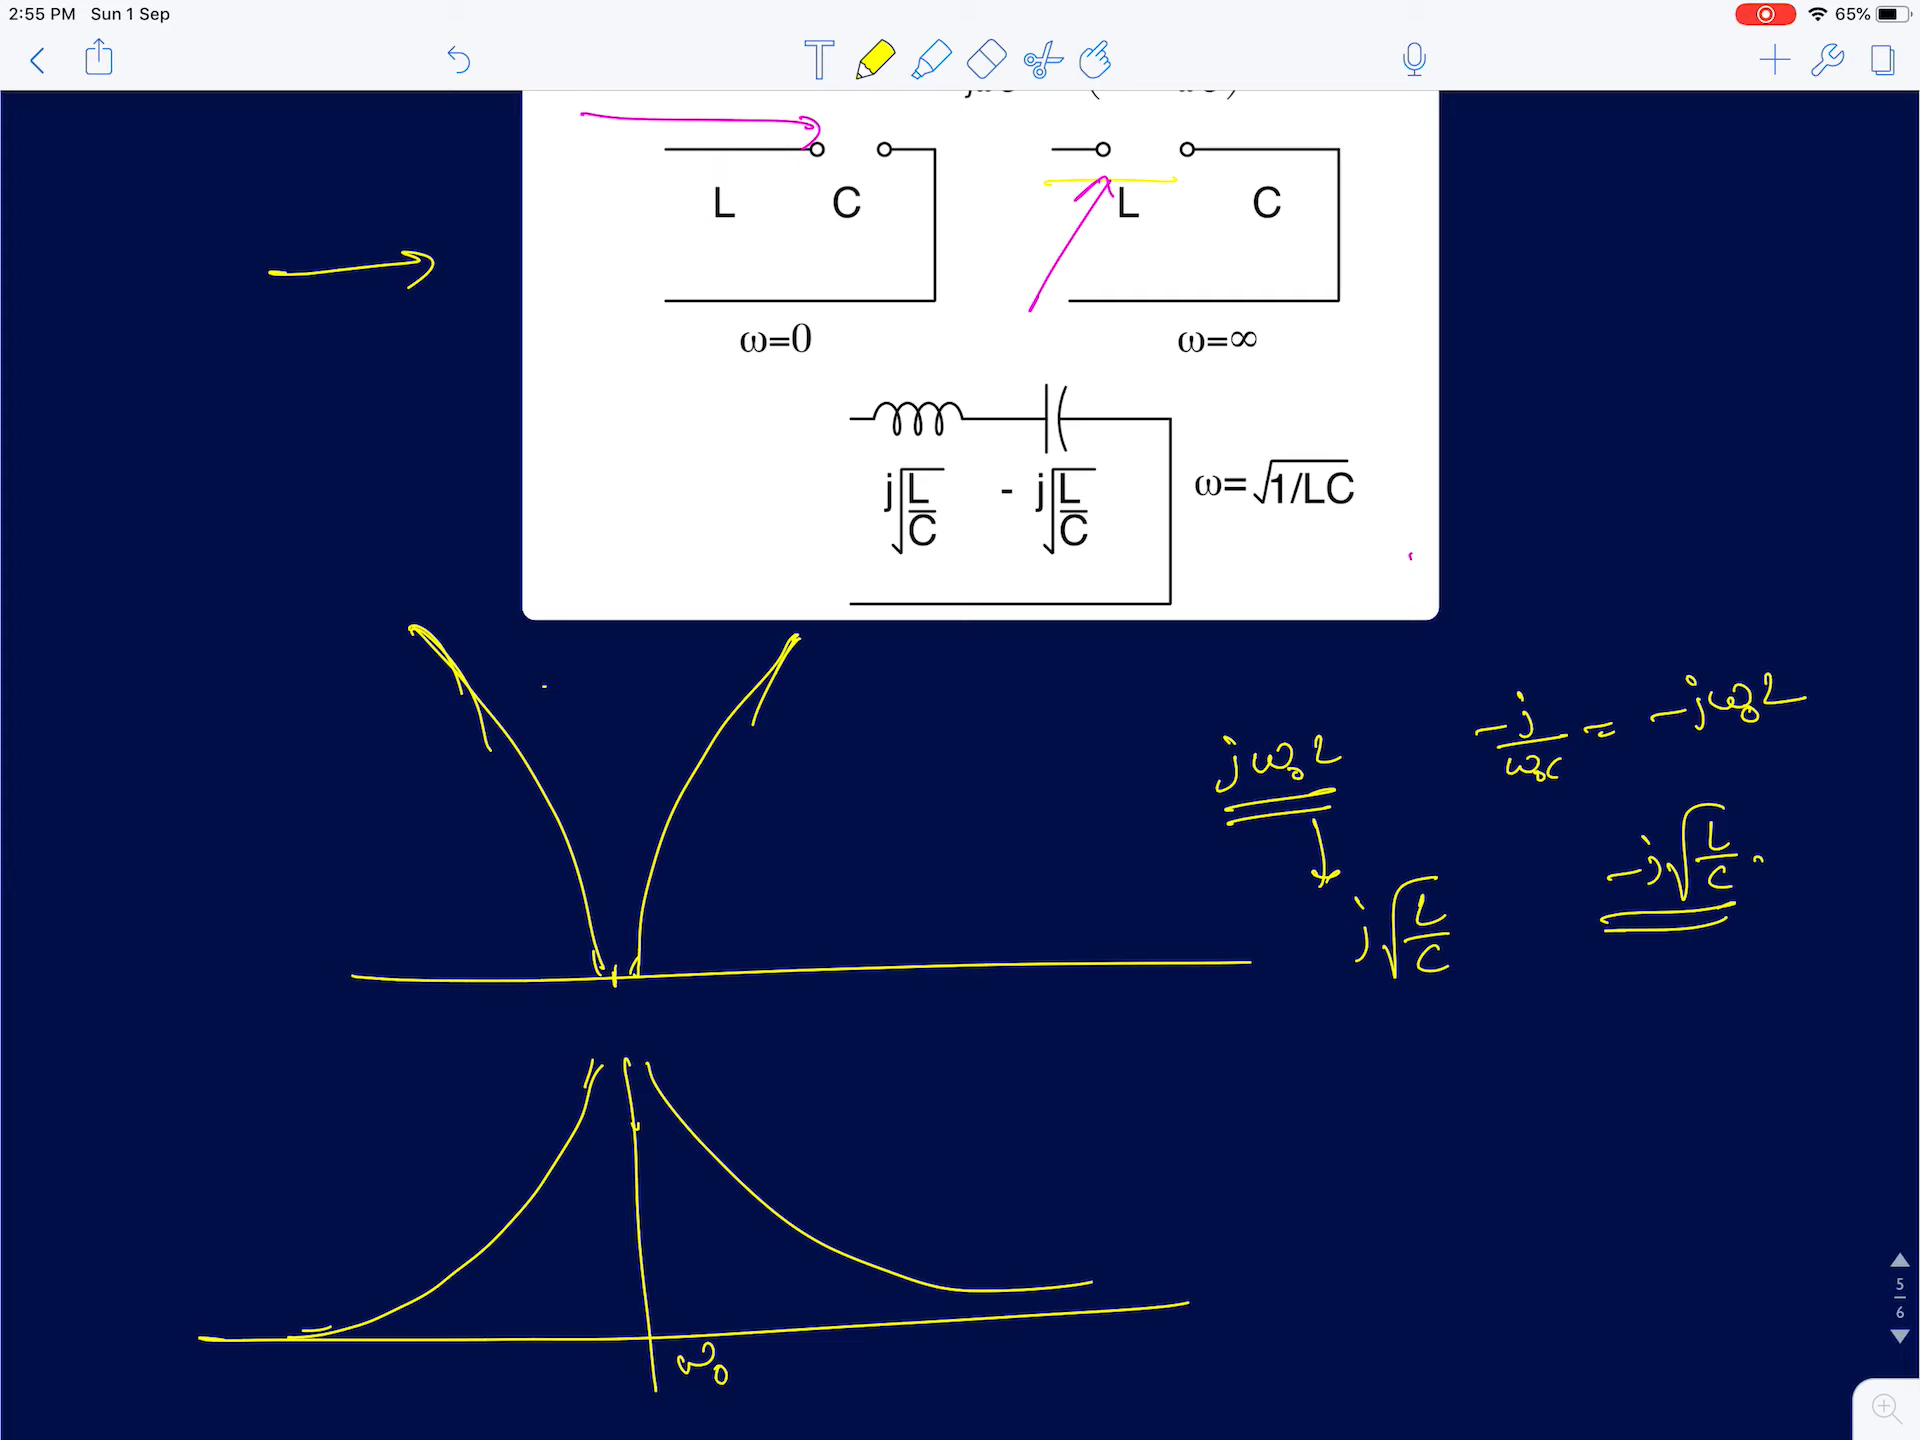 2:55 PM Sun 1 Sep 65%
T
L C
L C
ω=0
ω=∞
j√L/C - j√L/C ω=√1/LC
jω₀L
-j/ω₀C = -jω₀L
j√L/C
-j√L/C
ω₀
5
6